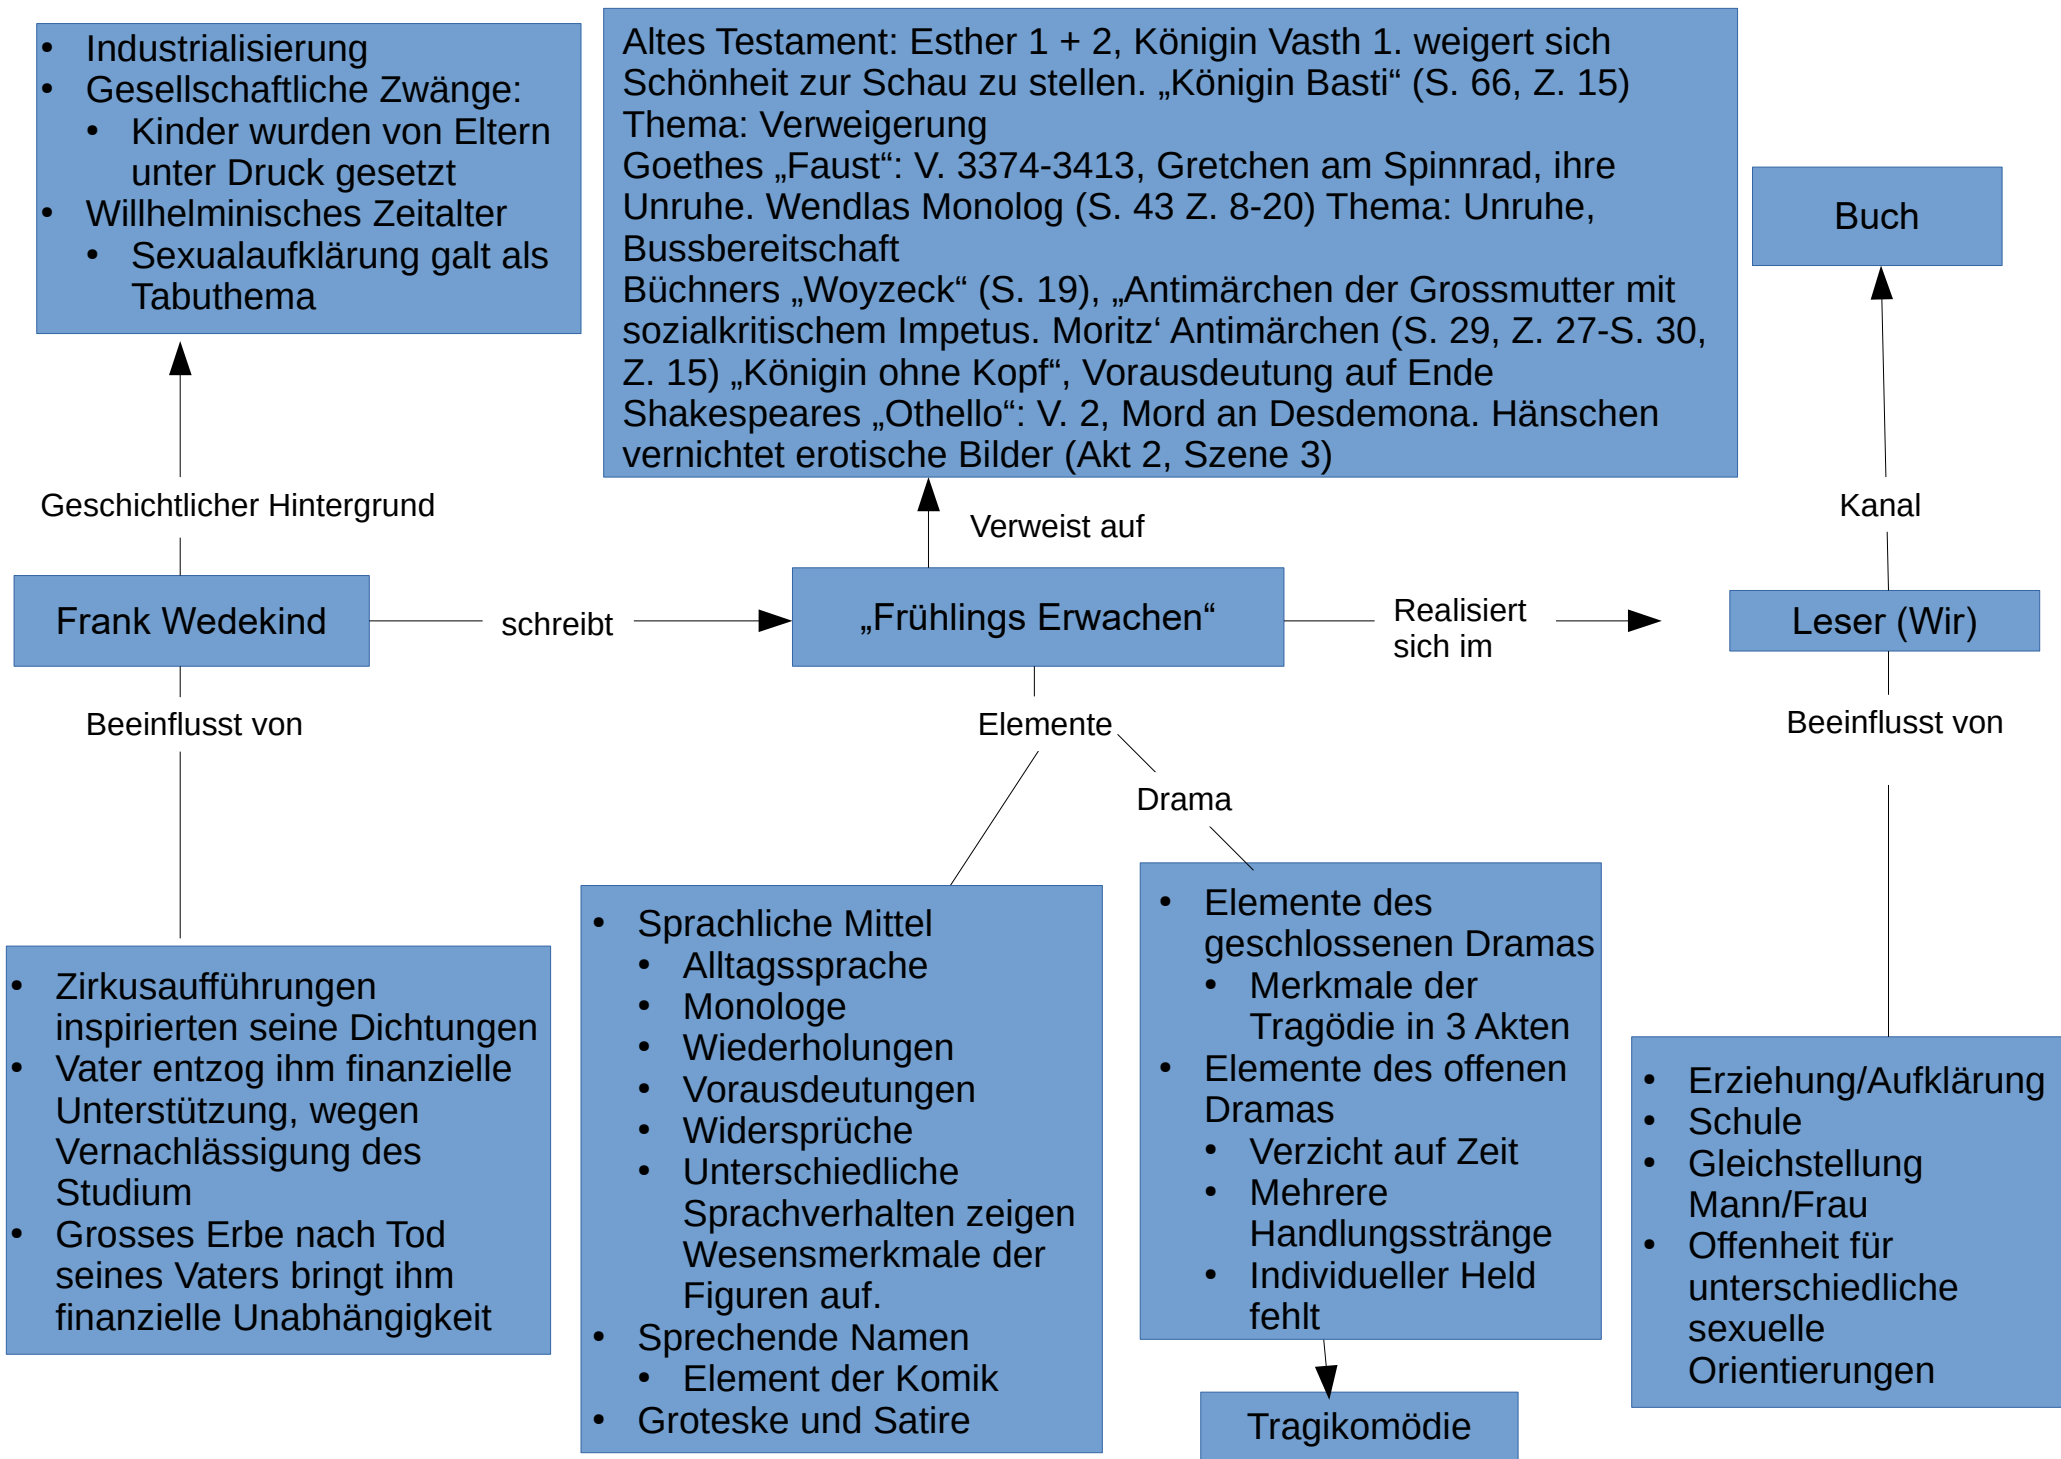 • Industrialisierung
• Gesellschaftliche Zwänge:
• Kinder wurden von Eltern
unter Druck gesetzt
• Willhelminisches Zeitalter
• Sexualaufklärung galt als
Tabuthema
Altes Testament: Esther 1 + 2, Königin Vasth 1. weigert sich
Schönheit zur Schau zu stellen. „Königin Basti“ (S. 66, Z. 15)
Thema: Verweigerung
Goethes „Faust“: V. 3374-3413, Gretchen am Spinnrad, ihre
Unruhe. Wendlas Monolog (S. 43 Z. 8-20) Thema: Unruhe,
Bussbereitschaft
Büchners „Woyzeck“ (S. 19), „Antimärchen der Grossmutter mit
sozialkritischem Impetus. Moritz‘ Antimärchen (S. 29, Z. 27-S. 30,
Z. 15) „Königin ohne Kopf“, Vorausdeutung auf Ende
Shakespeares „Othello“: V. 2, Mord an Desdemona. Hänschen
vernichtet erotische Bilder (Akt 2, Szene 3)
Buch
Geschichtlicher Hintergrund
Verweist auf
Kanal
Frank Wedekind
schreibt
„Frühlings Erwachen“
Realisiert
sich im
Leser (Wir)
Beeinflusst von
Elemente
Beeinflusst von
Drama
• Zirkusaufführungen
inspirierten seine Dichtungen
• Vater entzog ihm finanzielle
Unterstützung, wegen
Vernachlässigung des
Studium
• Grosses Erbe nach Tod
seines Vaters bringt ihm
finanzielle Unabhängigkeit
• Sprachliche Mittel
• Alltagssprache
• Monologe
• Wiederholungen
• Vorausdeutungen
• Widersprüche
• Unterschiedliche
Sprachverhalten zeigen
Wesensmerkmale der
Figuren auf.
• Sprechende Namen
• Element der Komik
• Groteske und Satire
• Elemente des
geschlossenen Dramas
• Merkmale der
Tragödie in 3 Akten
• Elemente des offenen
Dramas
• Verzicht auf Zeit
• Mehrere
Handlungsstränge
• Individueller Held
fehlt
Tragikomödie
• Erziehung/Aufklärung
• Schule
• Gleichstellung
Mann/Frau
• Offenheit für
unterschiedliche
sexuelle
Orientierungen